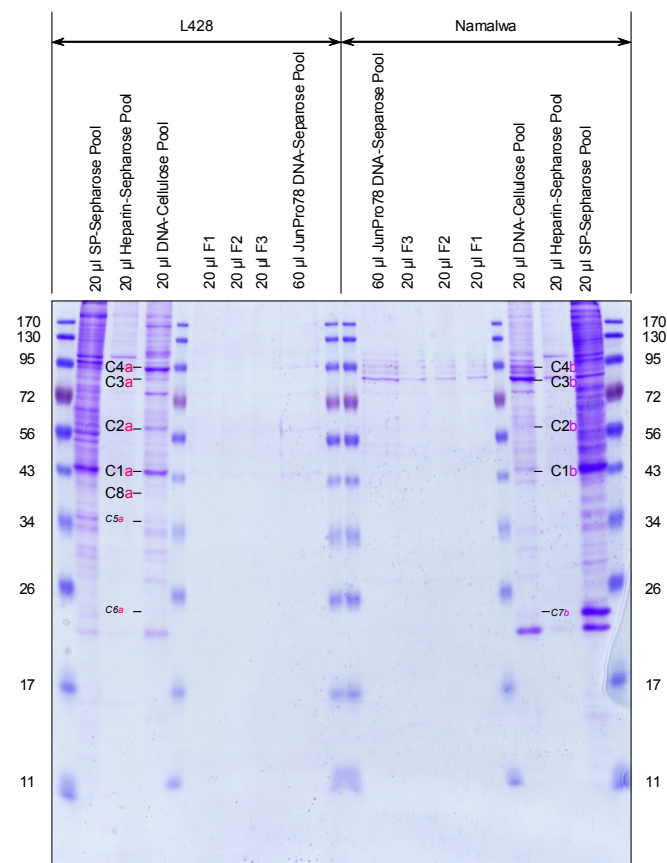 L428
Namalwa
20 µl SP-Sepharose Pool
20 µl Heparin-Sepharose Pool
20 µl DNA-Cellulose Pool
20 µl F1
20 µl F2
20 µl F3
60 µl JunPro78 DNA-Separose Pool
60 µl JunPro78 DNA-Separose Pool
20 µl F3
20 µl F2
20 µl F1
20 µl DNA-Cellulose Pool
20 µl Heparin-Sepharose Pool
20 µl SP-Sepharose Pool
170
130
95
72
56
43
34
26
17
11
C4a
C3a
C2a
C1a
C8a
C5a
C6a
C4b
C3b
C2b
C1b
C7b
170
130
95
72
56
43
34
26
17
11